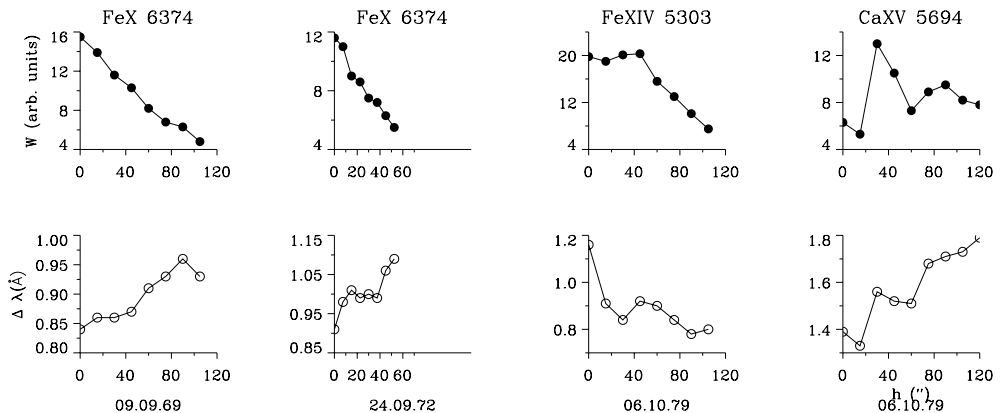 FeX 6374 FeX 6374 FeXIV 5303 CaXV 5694
W (arb. units)
16 12 8 4
0 40 80 120
12 8 4
0 20 40 60
20 12 4
0 40 80 120
12 8 4
0 40 80 120
Δ λ(Å)
1.00 0.95 0.90 0.85 0.80
0 40 80 120
1.15 1.05 0.95 0.85
0 20 40 60
1.2 1.0 0.8
0 40 80 120
1.8 1.6 1.4
0 40 80 120
h (")
09.09.69 24.09.72 06.10.79 06.10.79